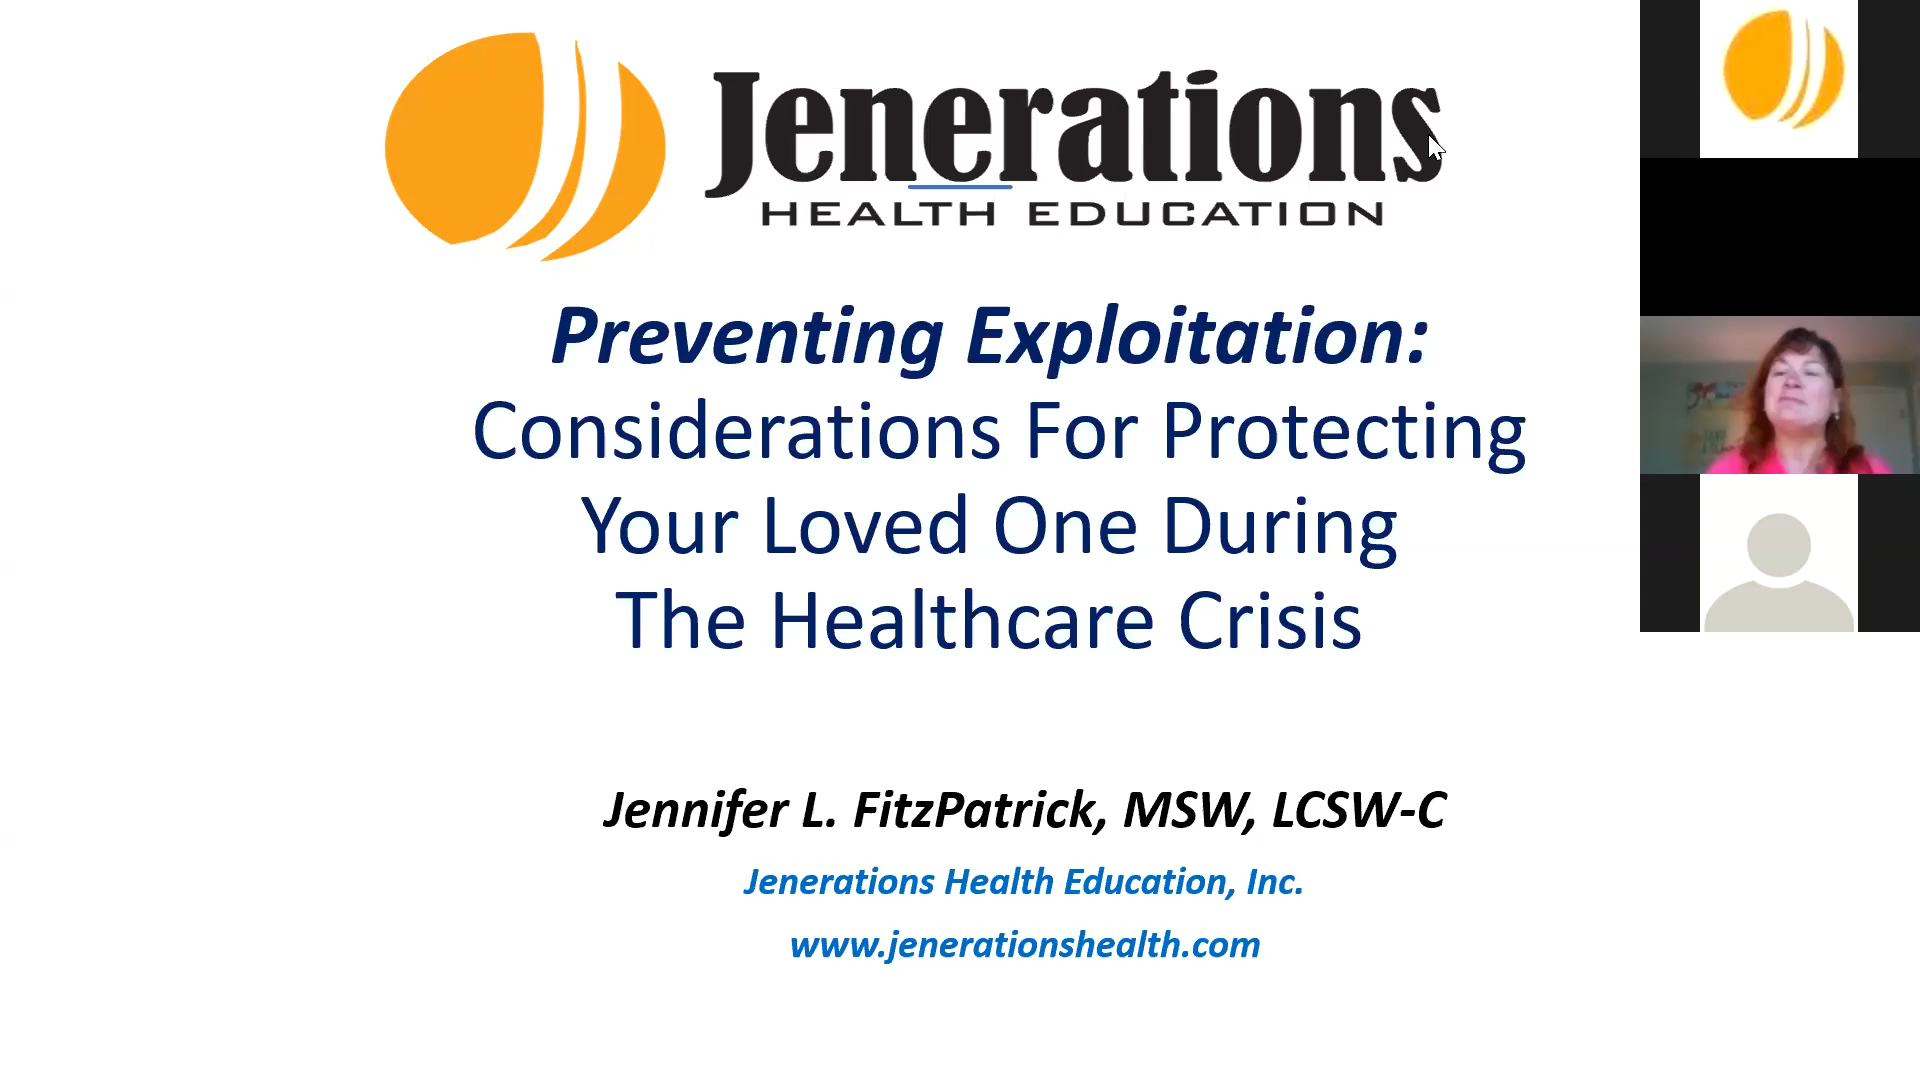 Jenerations
HEALTH EDUCATION
Preventing Exploitation:
Considerations For Protecting
Your Loved One During
The Healthcare Crisis
Jennifer L. FitzPatrick, MSW, LCSW-C
Jenerations Health Education, Inc.
www.jenerationshealth.com